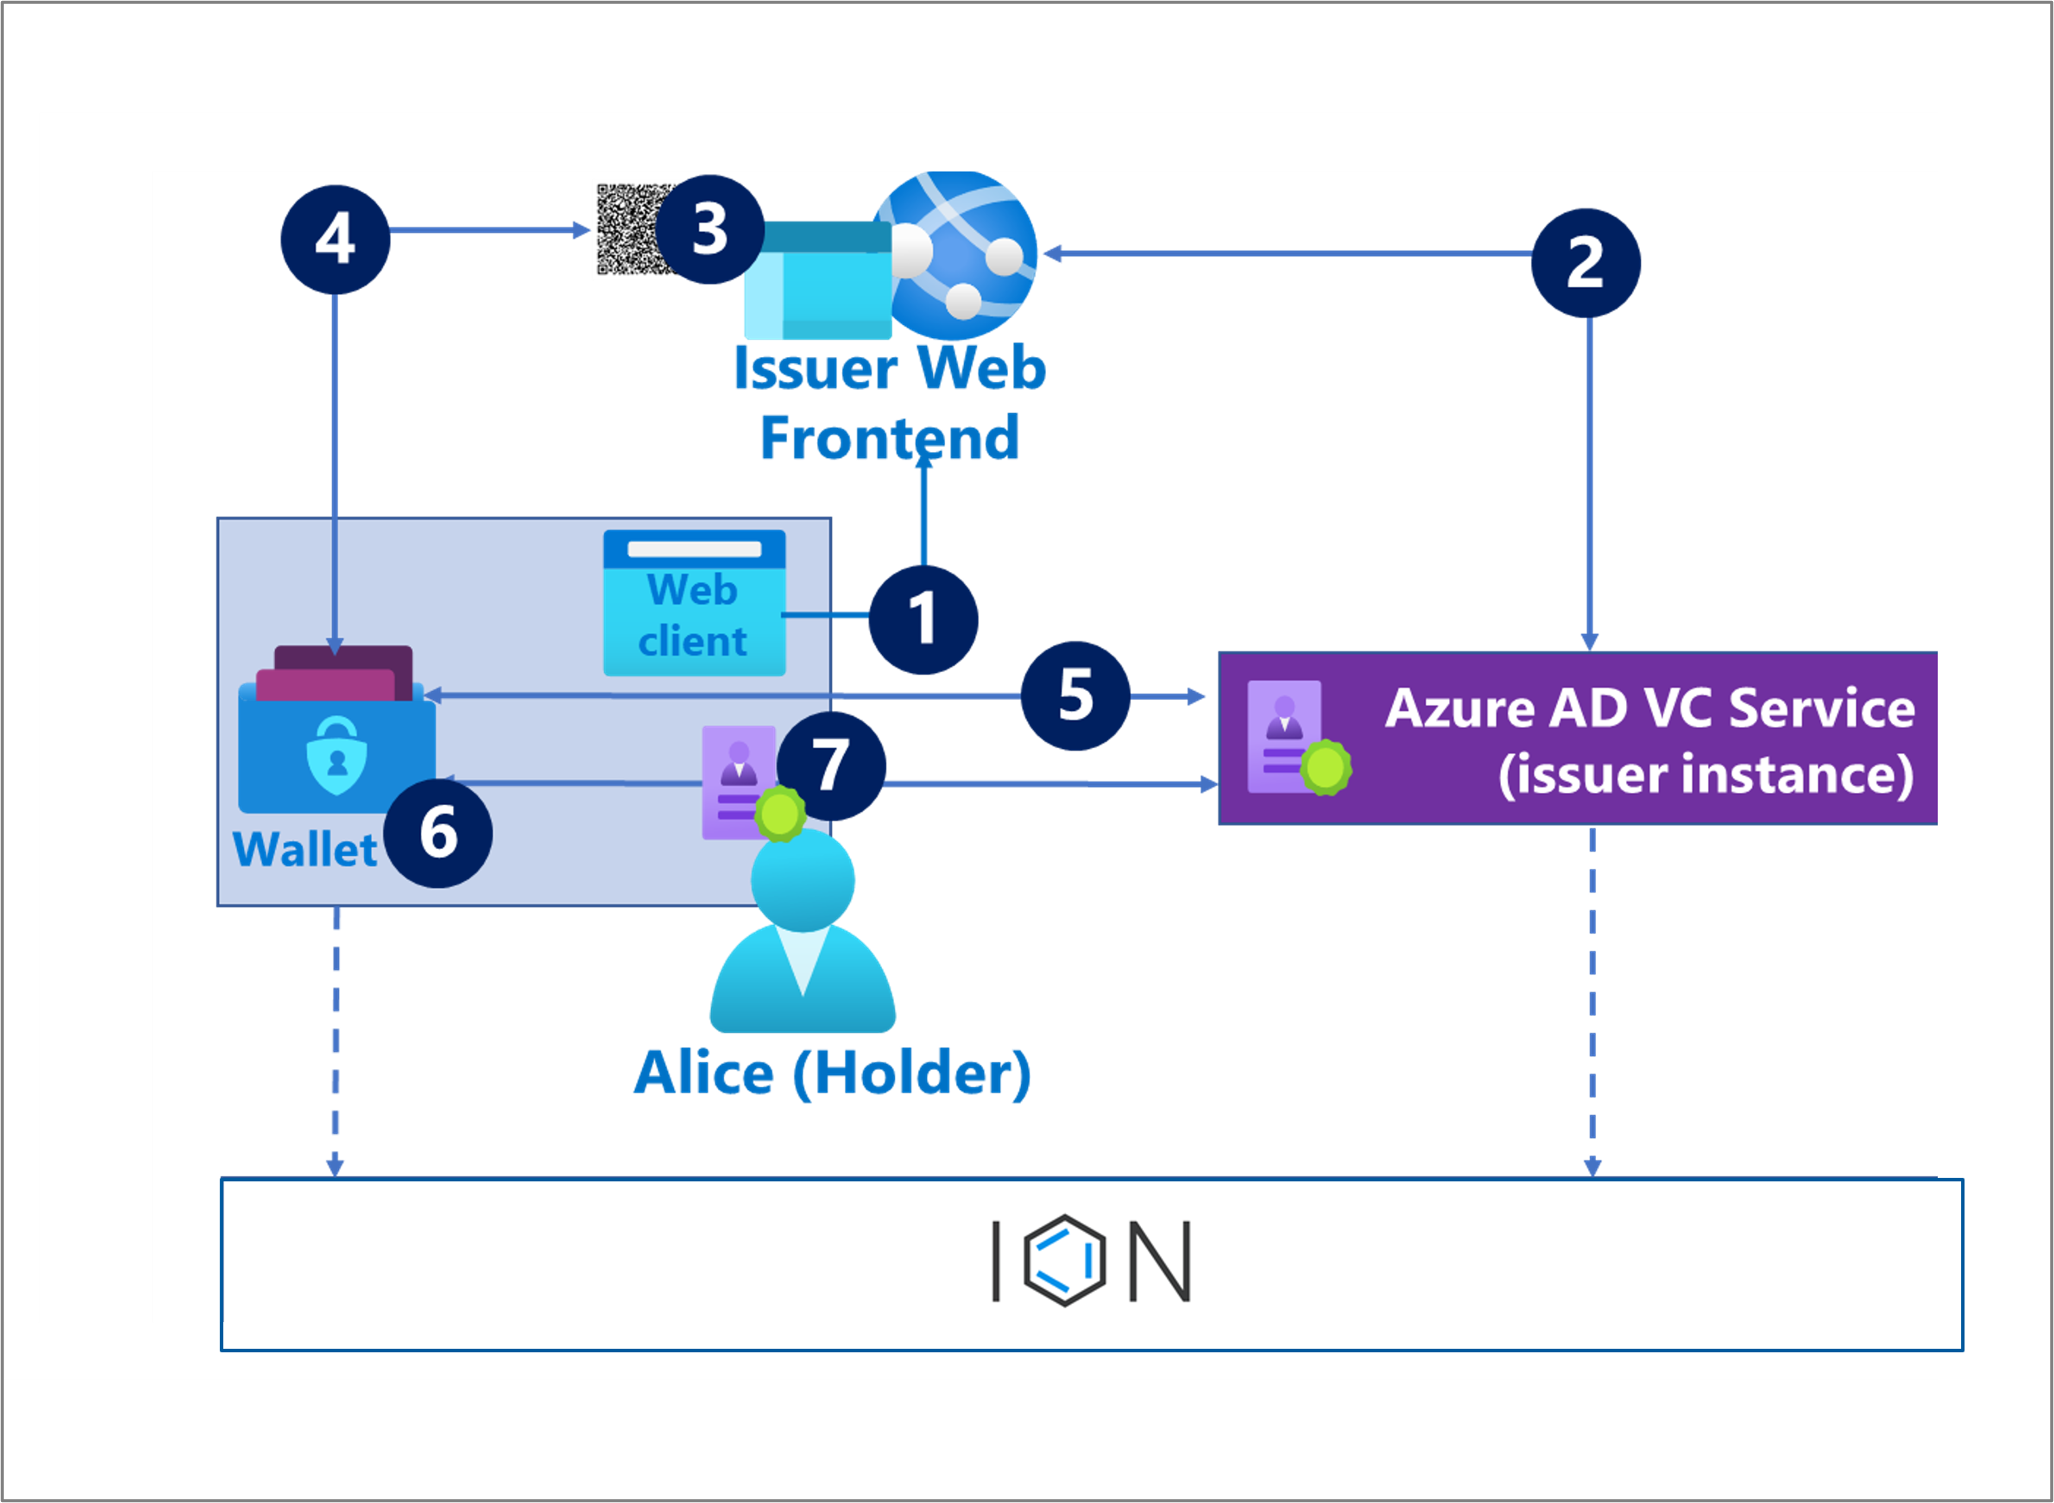 4
3
2
Issuer Web
Frontend
Web
client
1
5
Azure AD VC Service
(issuer instance)
7
6
Wallet
Alice (Holder)
ION